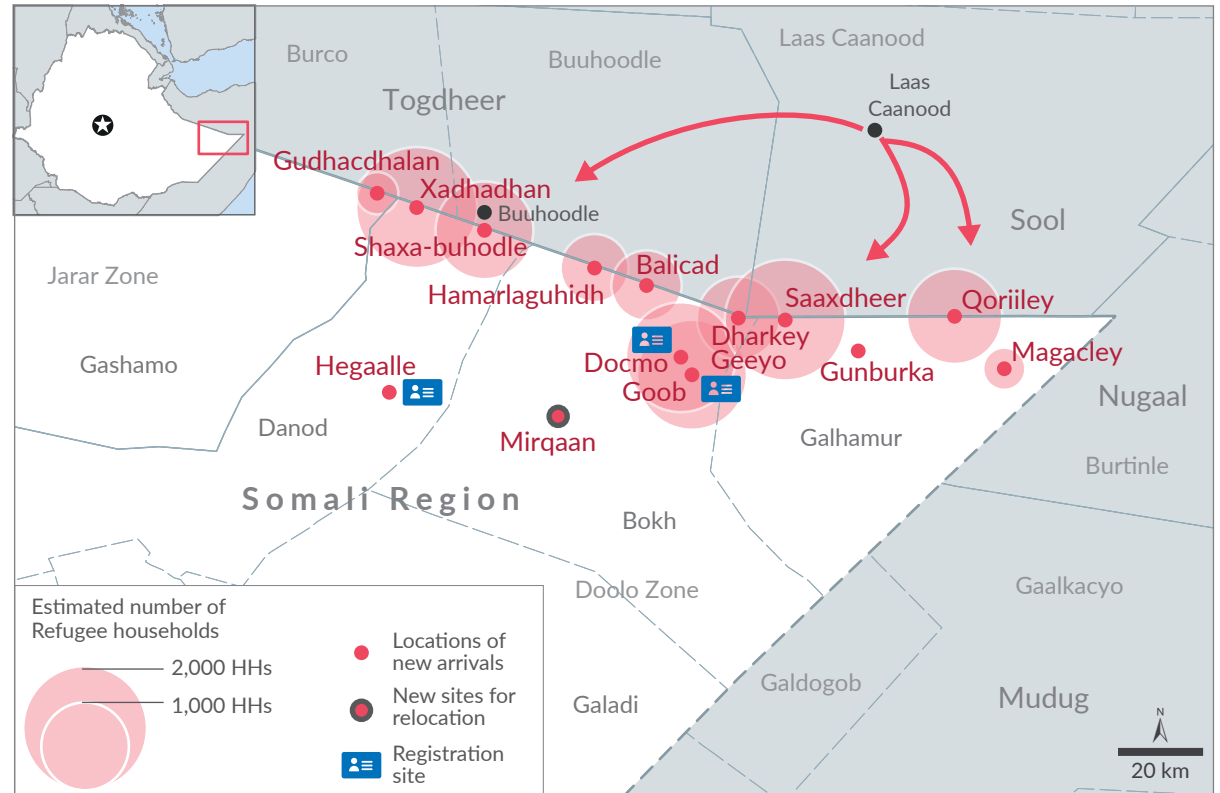 Burco
Buuhoodle
Laas Caanood
Togdheer
Laas
Caanood
Gudhacdhalan
Xadhadhan
Buuhoodle
Shaxa-buhodle
Sool
Jarar Zone
Balicad
Hamarlaguhidh
Saaxdheer
Qoriiley
Dharkey
Geeyo
Magacley
Gashamo
Hegaalle
Docmo
Goob
Gunburka
Nugaal
Danod
Mirqaan
Galhamur
Burtinle
Somali Region
Bokh
Doolo Zone
Gaalkacyo
Galadi
Galdogob
Mudug
Estimated number of
Refugee households
2,000 HHs
1,000 HHs
Locations of
new arrivals
New sites for
relocation
Registration
site
N
20 km